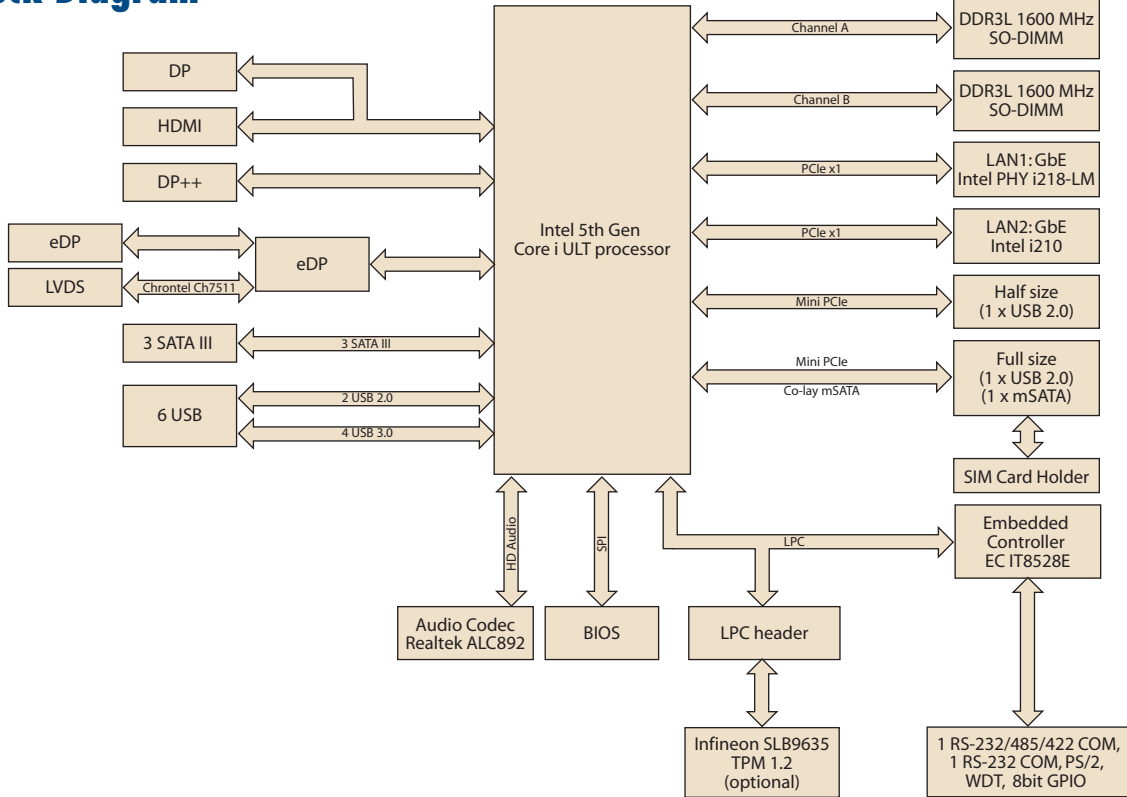 Diagram
DP
HDMI
DP++
eDP
LVDS
Chrontel Ch7511
eDP
3 SATA III
3 SATA III
6 USB
2 USB 2.0
4 USB 3.0
Intel 5th Gen
Core i ULT processor
Channel A
DDR3L 1600 MHz
SO-DIMM
Channel B
DDR3L 1600 MHz
SO-DIMM
PCIe x1
LAN1: GbE
Intel PHY i218-LM
PCIe x1
LAN2: GbE
Intel i210
Mini PCIe
Half size
(1 x USB 2.0)
Mini PCIe
Co-lay mSATA
Full size
(1 x USB 2.0)
(1 x mSATA)
SIM Card Holder
HD Audio
SPI
LPC
Embedded
Controller
EC IT8528E
Audio Codec
Realtek ALC892
BIOS
LPC header
Infineon SLB9635
TPM 1.2
(optional)
1 RS-232/485/422 COM,
1 RS-232 COM, PS/2,
WDT, 8bit GPIO